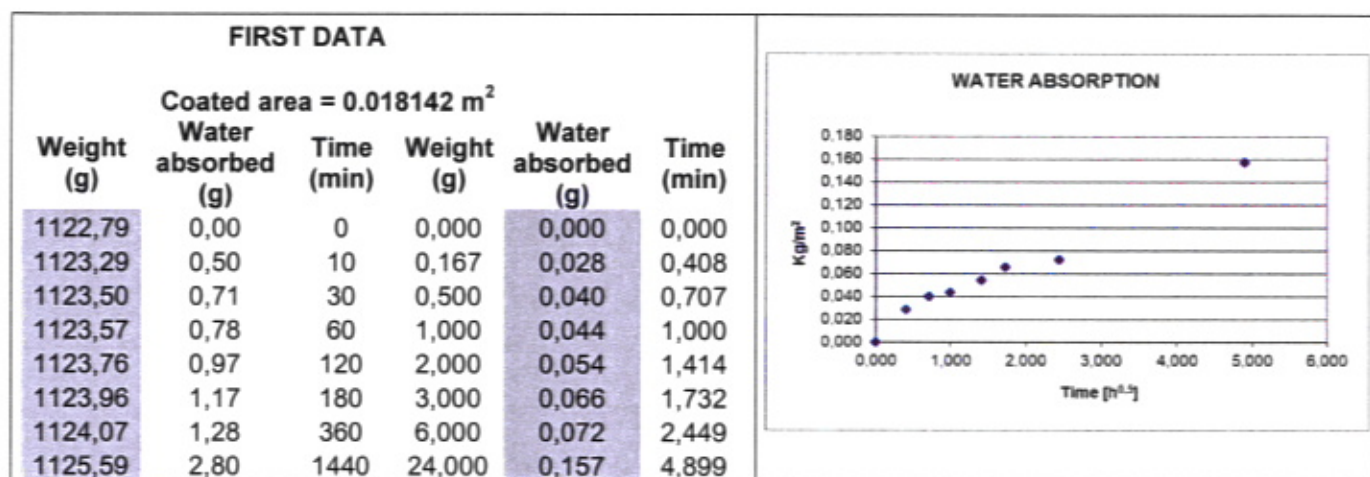 FIRST DATA
Coated area = 0.018142 m²
Weight (g) Water absorbed (g) Time (min) Weight (g) Water absorbed (g) Time (min)
1122,79 0,00 0 0,000 0,000 0,000
1123,29 0,50 10 0,167 0,028 0,408
1123,50 0,71 30 0,500 0,040 0,707
1123,57 0,78 60 1,000 0,044 1,000
1123,76 0,97 120 2,000 0,054 1,414
1123,96 1,17 180 3,000 0,066 1,732
1124,07 1,28 360 6,000 0,072 2,449
1125,59 2,80 1440 24,000 0,157 4,899
WATER ABSORPTION
Kg/m²
0,180
0,160
0,140
0,120
0,100
0,080
0,060
0,040
0,020
0,000
0,000 1,000 2,000 3,000 4,000 5,000 6,000
Time [h⁰·⁵]